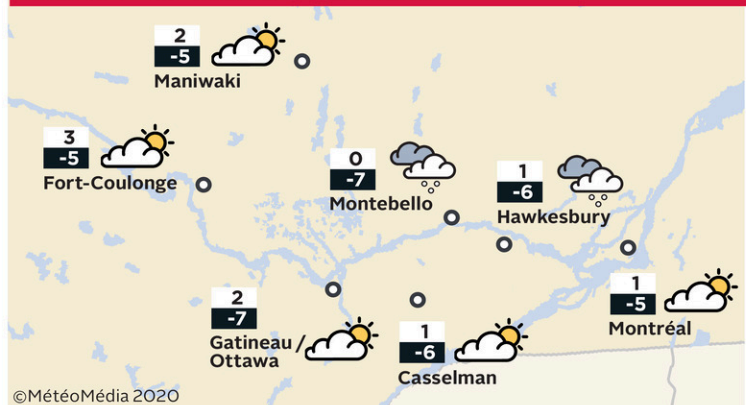 2
-5
Maniwaki
3
-5
Fort-Coulonge
0
-7
Montebello
1
-6
Hawkesbury
2
-7
Gatineau /
Ottawa
1
-6
Casselman
1
-5
Montréal
©MétéoMédia 2020